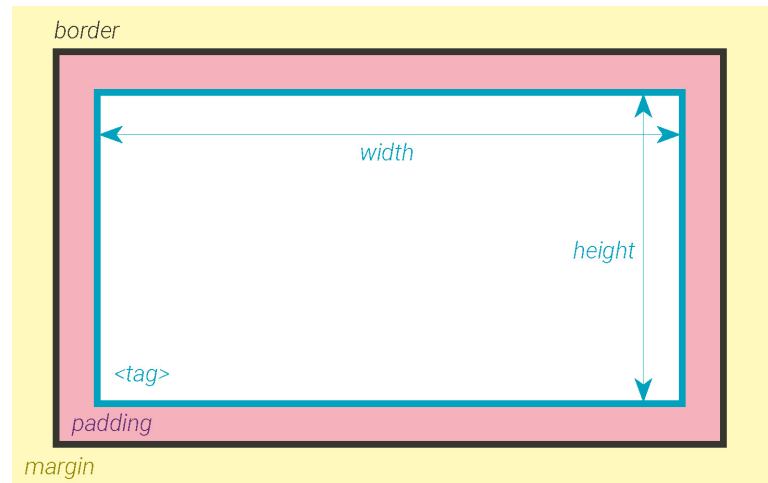 border
width
height
<tag>
padding
margin